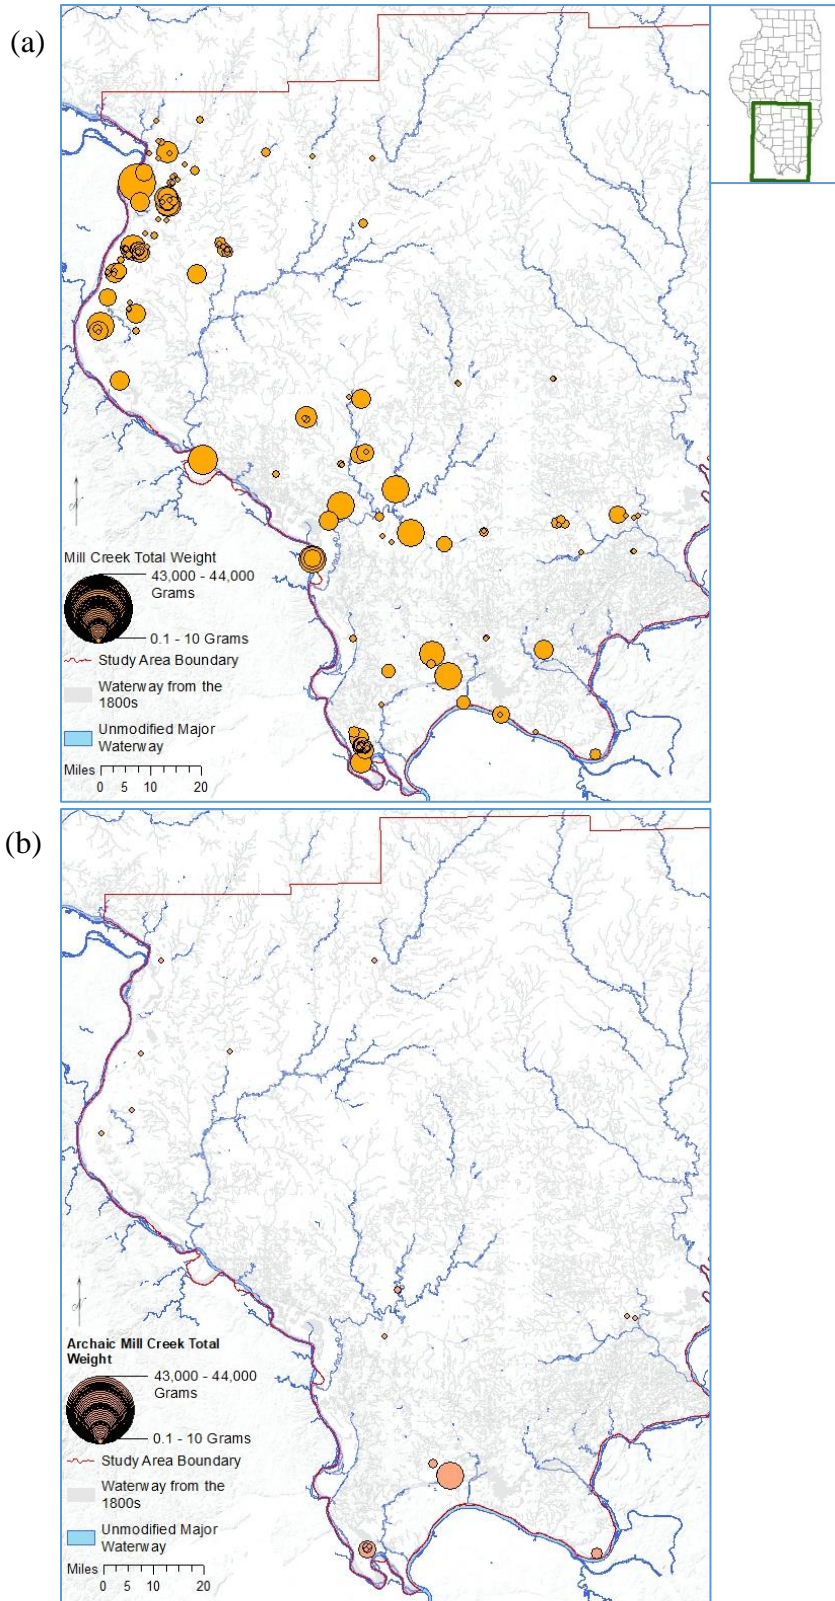 (a)
Mill Creek Total Weight
43,000 - 44,000
Grams
0.1 - 10 Grams
Study Area Boundary
Waterway from the
1800s
Unmodified Major
Waterway
Miles
0 5 10 20
(b)
Archaic Mill Creek Total
Weight
43,000 - 44,000
Grams
0.1 - 10 Grams
Study Area Boundary
Waterway from the
1800s
Unmodified Major
Waterway
Miles
0 5 10 20